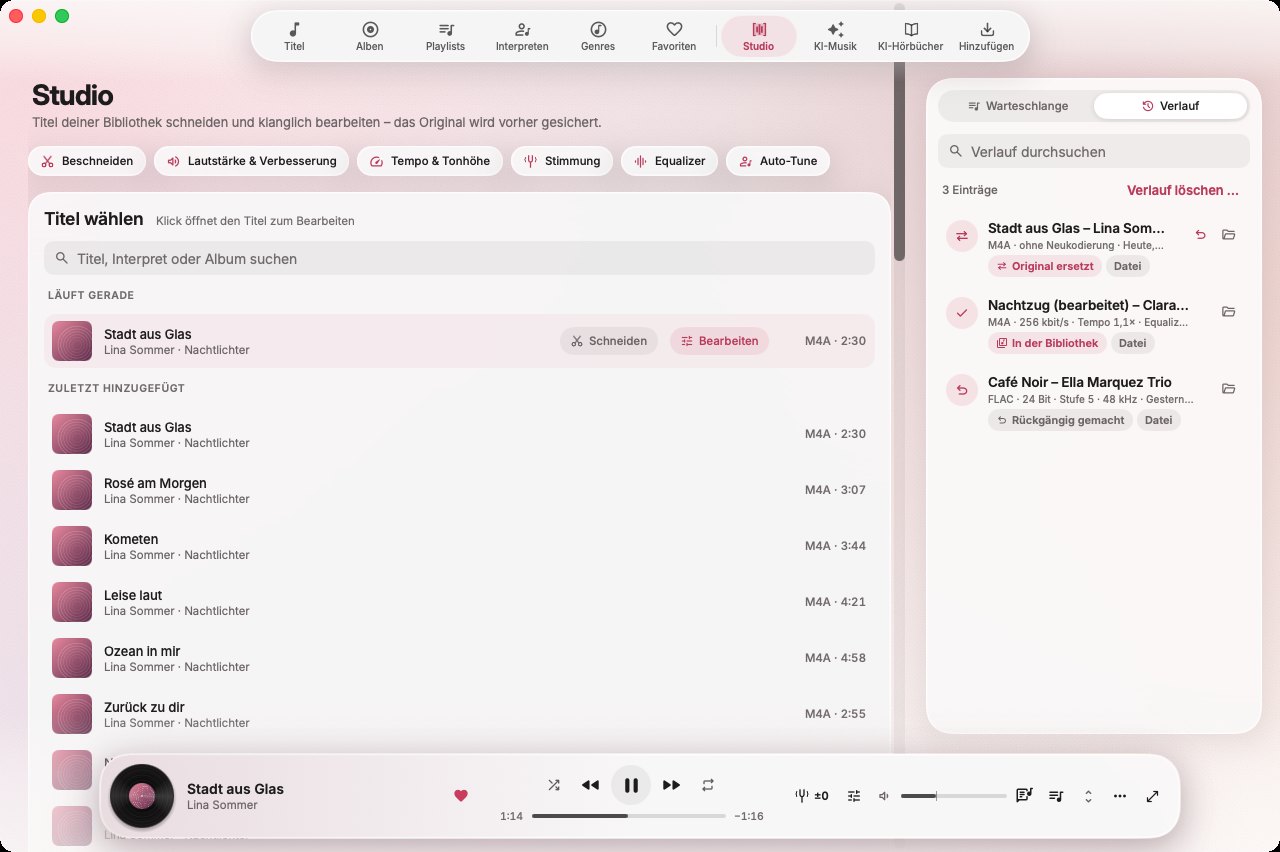 Titel
Alben
Playlists
Interpreten
Genres
Favoriten
Studio
KI-Musik
KI-Hörbücher
Hinzufügen
Studio
Titel deiner Bibliothek schneiden und klanglich bearbeiten – das Original wird vorher gesichert.
Beschneiden
Lautstärke & Verbesserung
Tempo & Tonhöhe
Stimmung
Equalizer
Auto-Tune
Titel wählen Klick öffnet den Titel zum Bearbeiten
Titel, Interpret oder Album suchen
LÄUFT GERADE
Stadt aus Glas
Lina Sommer · Nachtlichter
Schneiden
Bearbeiten
M4A · 2:30
ZULETZT HINZUGEFÜGT
Stadt aus Glas
Lina Sommer · Nachtlichter
M4A · 2:30
Rosé am Morgen
Lina Sommer · Nachtlichter
M4A · 3:07
Kometen
Lina Sommer · Nachtlichter
M4A · 3:44
Leise laut
Lina Sommer · Nachtlichter
M4A · 4:21
Ozean in mir
Lina Sommer · Nachtlichter
M4A · 4:58
Zurück zu dir
Lina Sommer · Nachtlichter
M4A · 2:55
Warteschlange
Verlauf
Verlauf durchsuchen
3 Einträge
Verlauf löschen ...
Stadt aus Glas – Lina Som...
M4A · ohne Neukodierung · Heute,...
Original ersetzt
Datei
Nachtzug (bearbeitet) – Clara...
M4A · 256 kbit/s · Tempo 1,1× · Equaliz...
In der Bibliothek
Datei
Café Noir – Ella Marquez Trio
FLAC · 24 Bit · Stufe 5 · 48 kHz · Gestern...
Rückgängig gemacht
Datei
Stadt aus Glas
Lina Sommer
1:14
−1:16
±0